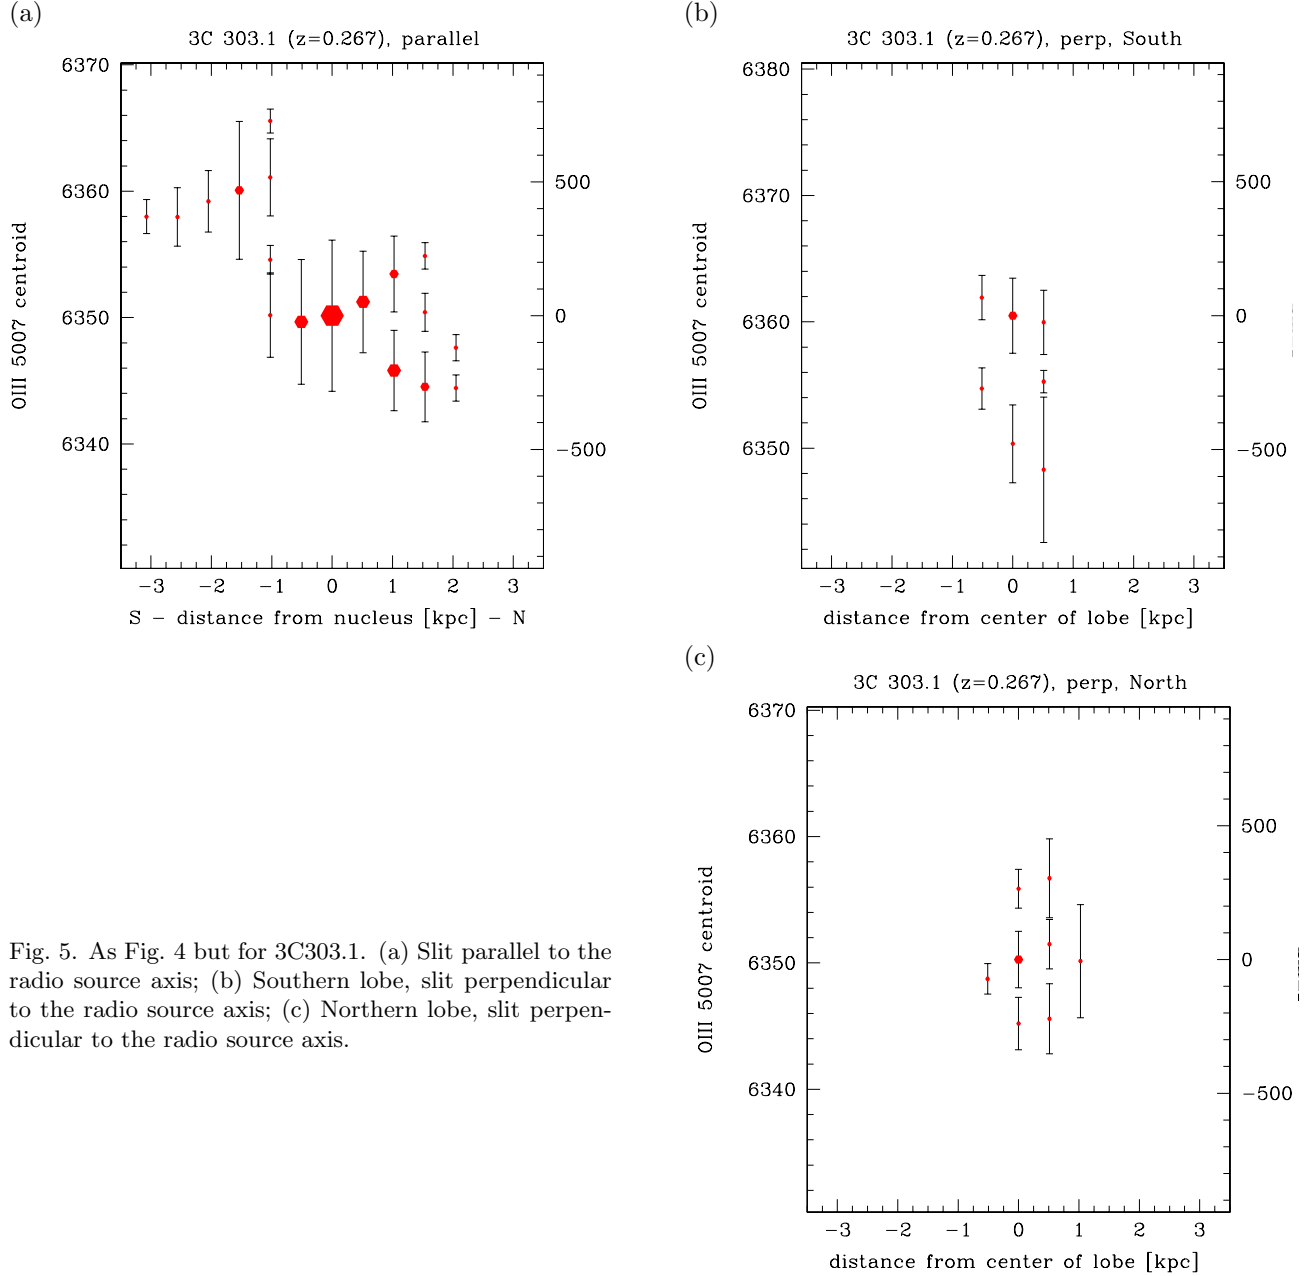 (a)
3C 303.1 (z=0.267), parallel
6370
6360
6350
6340
OIII 5007 centroid
500
0
−500
−3 −2 −1 0 1 2 3
S − distance from nucleus [kpc] − N
(b)
3C 303.1 (z=0.267), perp, South
6380
6370
6360
6350
OIII 5007 centroid
500
0
−500
−3 −2 −1 0 1 2 3
distance from center of lobe [kpc]
(c)
3C 303.1 (z=0.267), perp, North
6370
6360
6350
6340
OIII 5007 centroid
500
0
−500
−3 −2 −1 0 1 2 3
distance from center of lobe [kpc]
Fig. 5. As Fig. 4 but for 3C303.1. (a) Slit parallel to the
radio source axis; (b) Southern lobe, slit perpendicular
to the radio source axis; (c) Northern lobe, slit perpen-
dicular to the radio source axis.